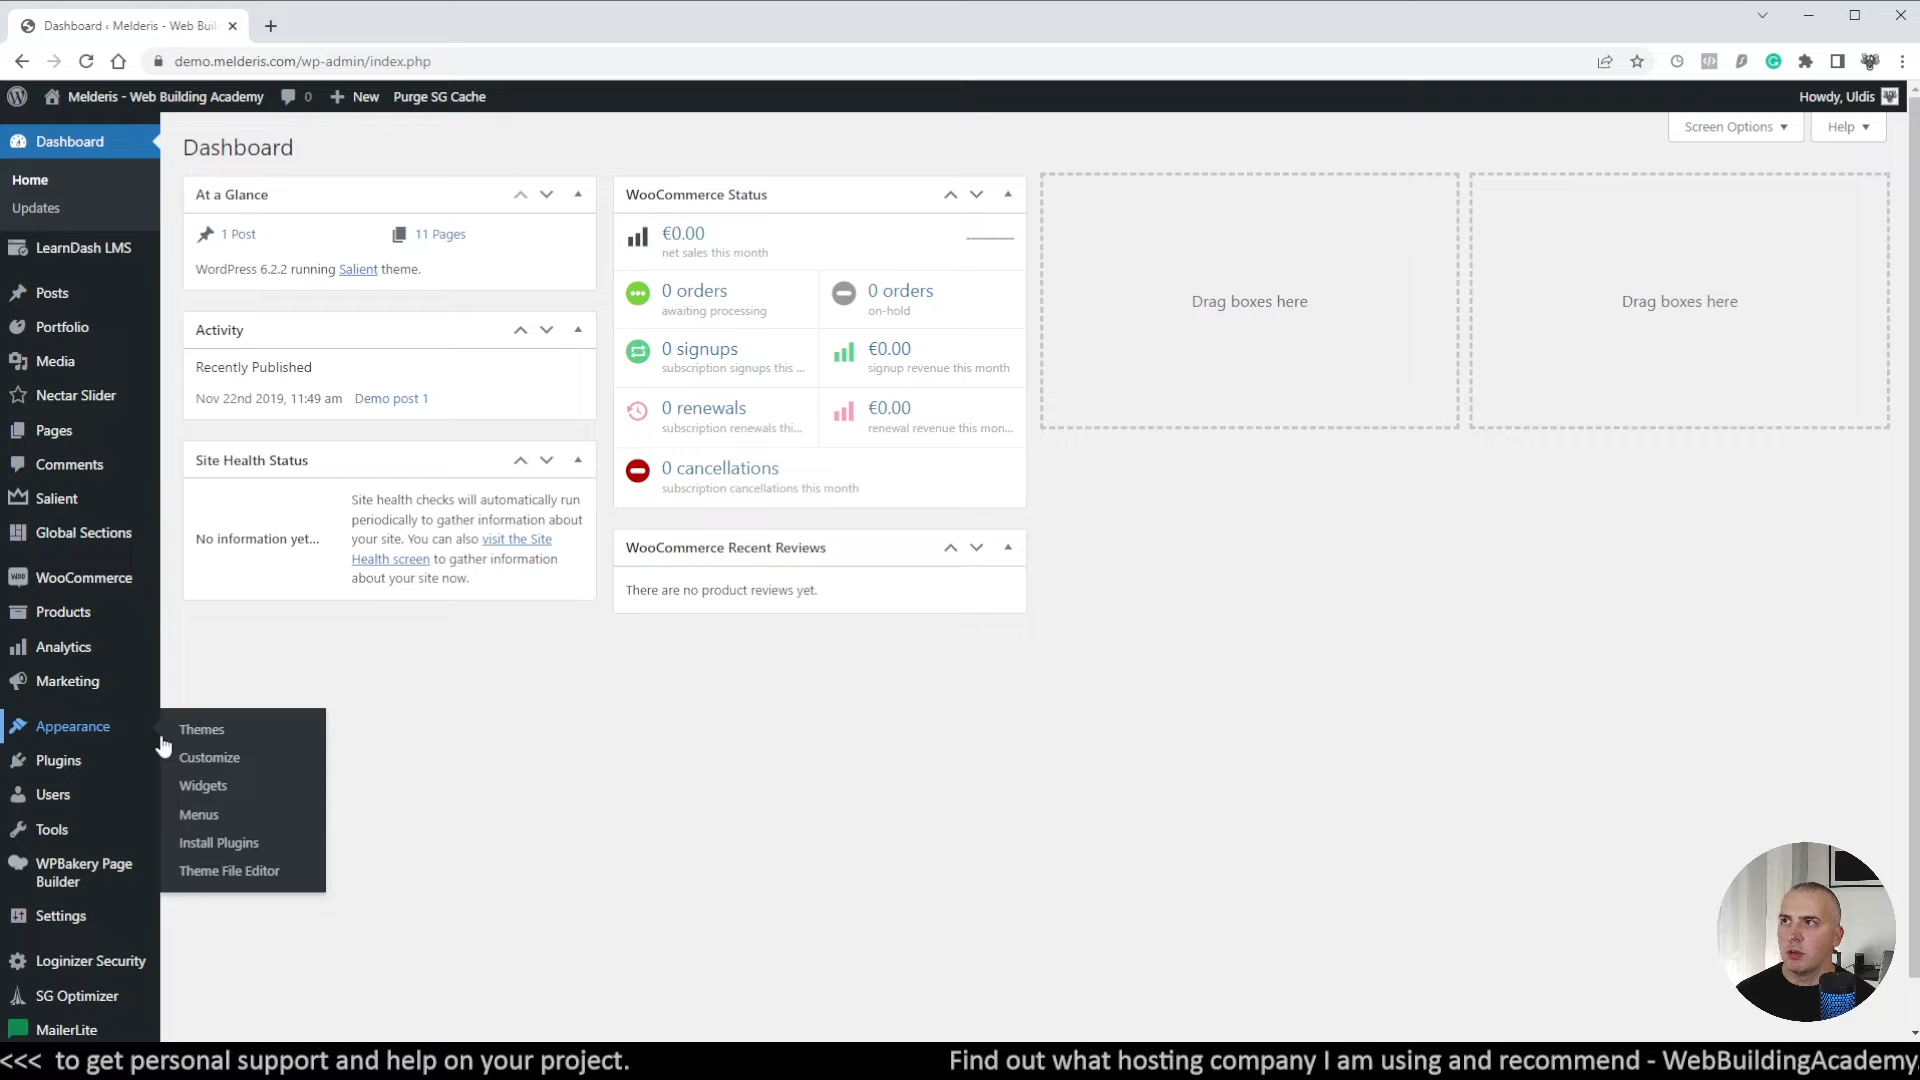 Dashboard ‹ Melderis - Web Buil
demo.melderis.com/wp-admin/index.php
Melderis - Web Building Academy
0
New
Purge SG Cache
Howdy, Uldis
Dashboard
Home
Updates
LearnDash LMS
Posts
Portfolio
Media
Nectar Slider
Pages
Comments
Salient
Global Sections
WooCommerce
Products
Analytics
Marketing
Appearance
Plugins
Users
Tools
WPBakery Page
Builder
Settings
Loginizer Security
SG Optimizer
MailerLite
Themes
Customize
Widgets
Menus
Install Plugins
Theme File Editor
Screen Options
Help
Dashboard
At a Glance
1 Post
11 Pages
WordPress 6.2.2 running Salient theme.
Activity
Recently Published
Nov 22nd 2019, 11:49 am
Demo post 1
Site Health Status
No information yet...
Site health checks will automatically run
periodically to gather information about
your site. You can also visit the Site
Health screen to gather information
about your site now.
WooCommerce Status
€0.00
net sales this month
0 orders
awaiting processing
0 orders
on-hold
0 signups
subscription signups this ...
€0.00
signup revenue this month
0 renewals
subscription renewals thi...
€0.00
renewal revenue this mon...
0 cancellations
subscription cancellations this month
WooCommerce Recent Reviews
There are no product reviews yet.
Drag boxes here
Drag boxes here
<<< to get personal support and help on your project.
Find out what hosting company I am using and recommend - WebBuildingAcademy.